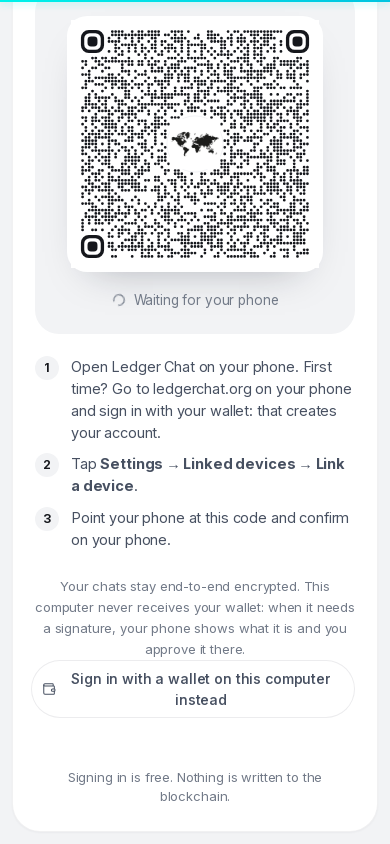 Waiting for your phone
1 Open Ledger Chat on your phone. First
time? Go to ledgerchat.org on your phone
and sign in with your wallet: that creates
your account.
2 Tap Settings → Linked devices → Link
a device.
3 Point your phone at this code and confirm
on your phone.
Your chats stay end-to-end encrypted. This
computer never receives your wallet: when it needs
a signature, your phone shows what it is and you
approve it there.
Sign in with a wallet on this computer
instead
Signing in is free. Nothing is written to the
blockchain.